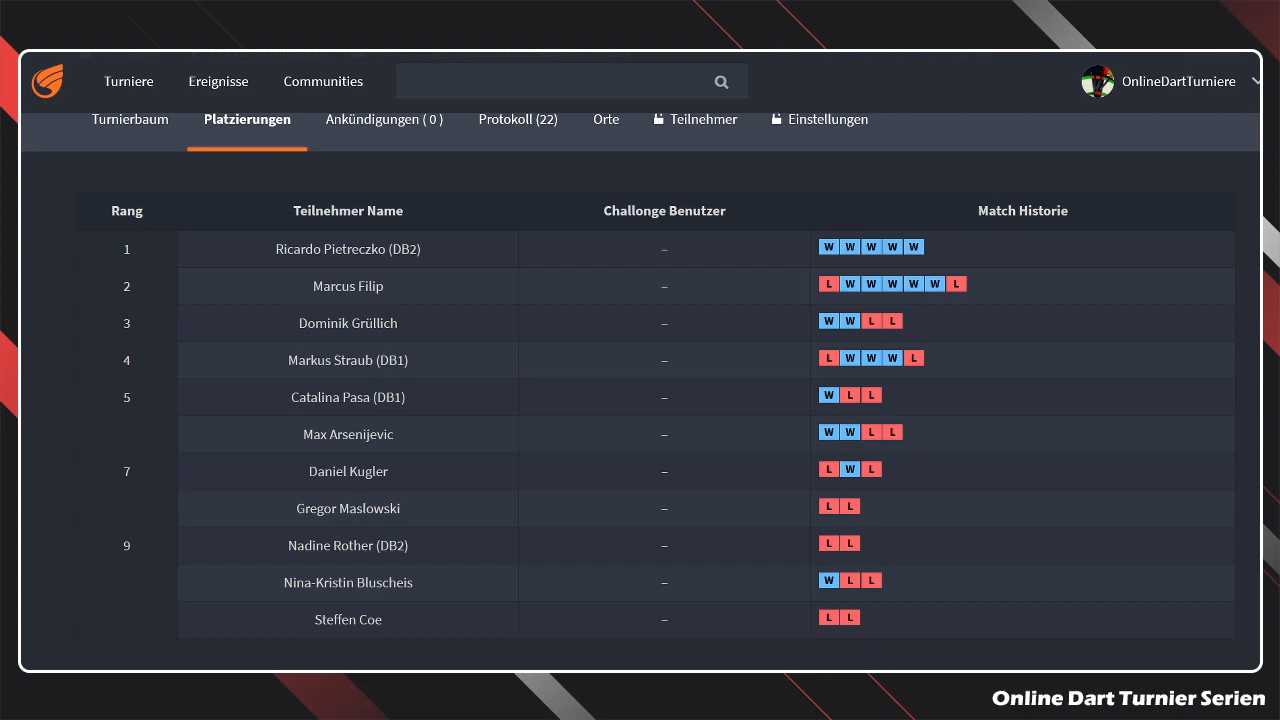 Turniere Ereignisse Communities OnlineDartTurniere
Turnierbaum Platzierungen Ankündigungen ( 0 ) Protokoll (22) Orte Teilnehmer Einstellungen
Rang Teilnehmer Name Challonge Benutzer Match Historie
1 Ricardo Pietreczko (DB2) – W W W W W
2 Marcus Filip – L W W W W W L
3 Dominik Grüllich – W W L L
4 Markus Straub (DB1) – L W W W L
5 Catalina Pasa (DB1) – W L L
Max Arsenijevic – W W L L
7 Daniel Kugler – L W L
Gregor Maslowski – L L
9 Nadine Rother (DB2) – L L
Nina-Kristin Bluscheis – W L L
Steffen Coe – L L
Online Dart Turnier Serien